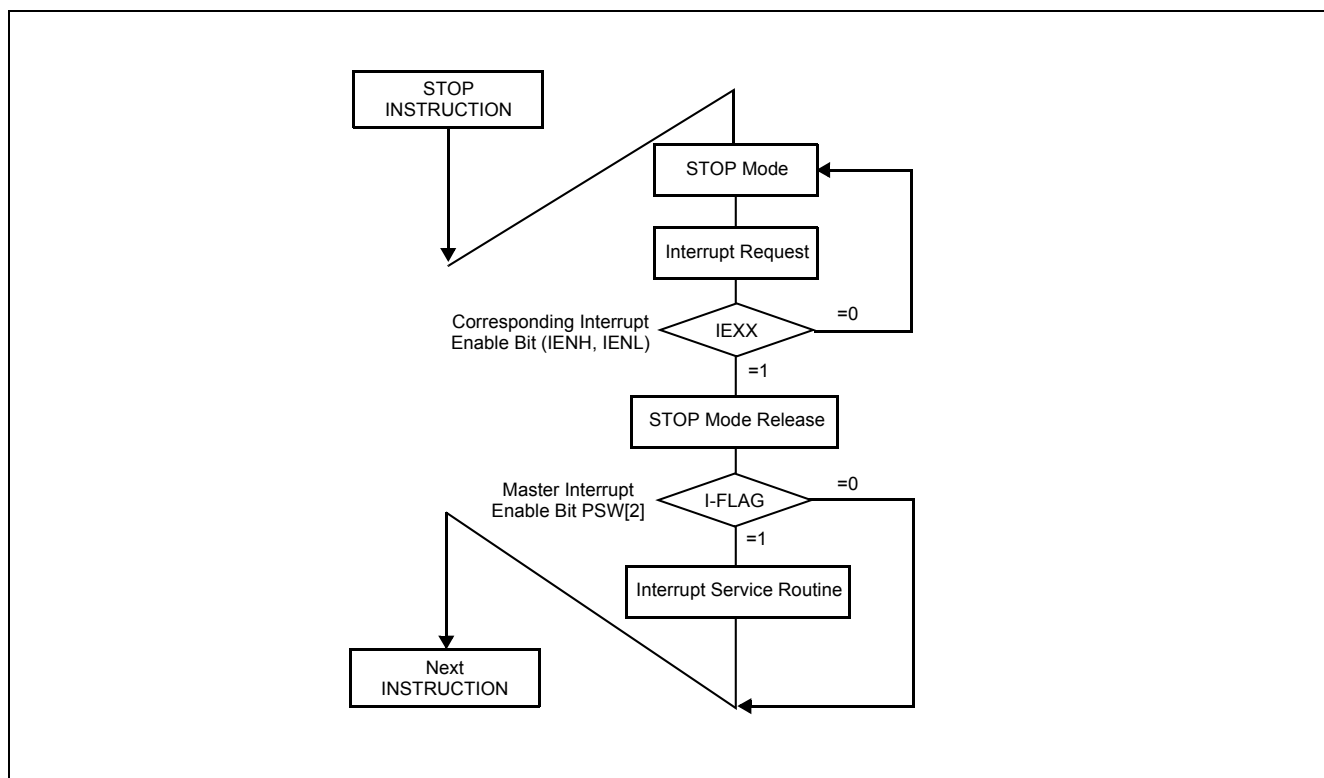 STOP
INSTRUCTION
STOP Mode
Interrupt Request
Corresponding Interrupt
Enable Bit (IENH, IENL)
IEXX
=0
=1
STOP Mode Release
Master Interrupt
Enable Bit PSW[2]
I-FLAG
=0
=1
Interrupt Service Routine
Next
INSTRUCTION